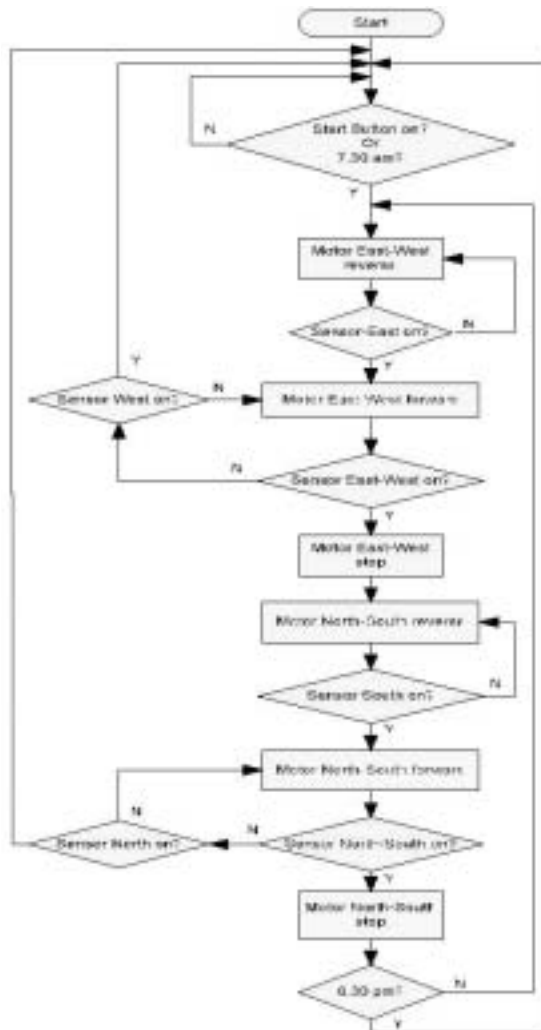 Start
N
Start Button on?
Or
7.30 am?
Y
Motor East-West
reverse
Sensor East on?
N
Y
Y
Sensor West on?
N
Motor East-West forward
N
Sensor East-West on?
Y
Motor East-West
stop
Motor North-South reverse
Sensor South on?
N
Y
Motor North-South forward
N
Sensor North on?
N
Sensor North-South on?
Y
Motor North-South
stop
6.30 pm?
N
Y